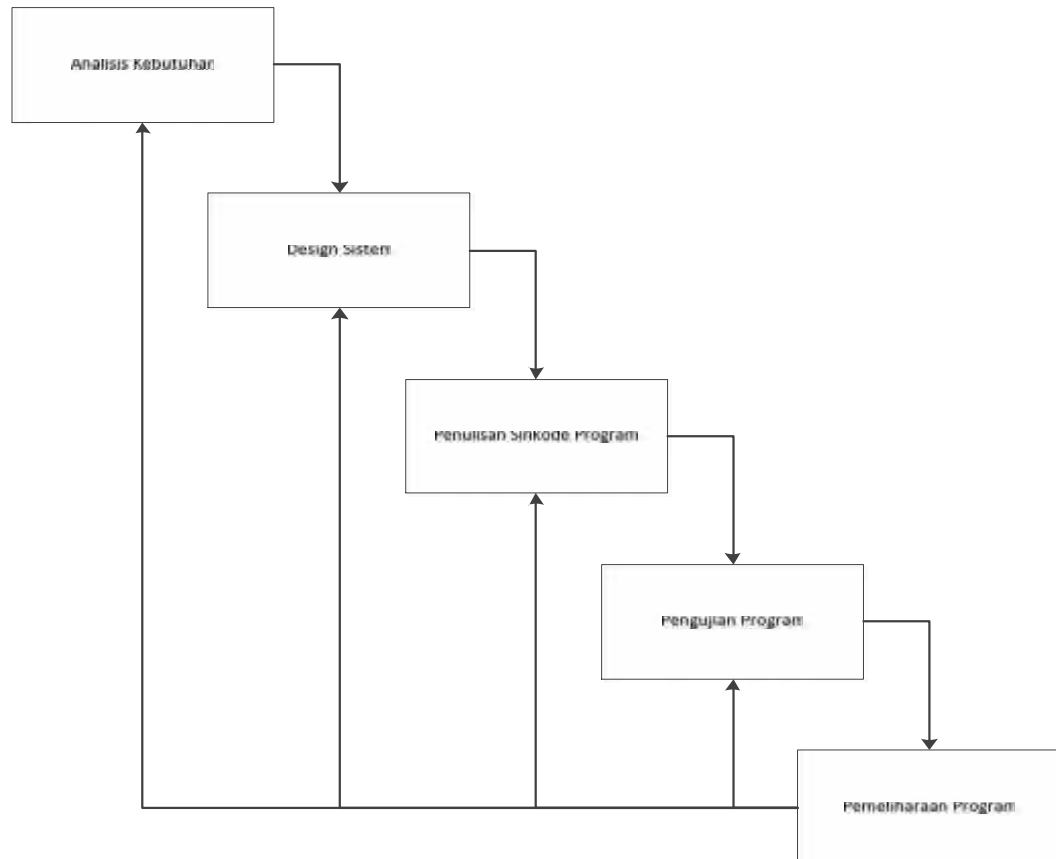 Analisis Kebutuhan
Design Sistem
Penulisan Sinkode Program
Pengujian Program
Pemeliharaan Program